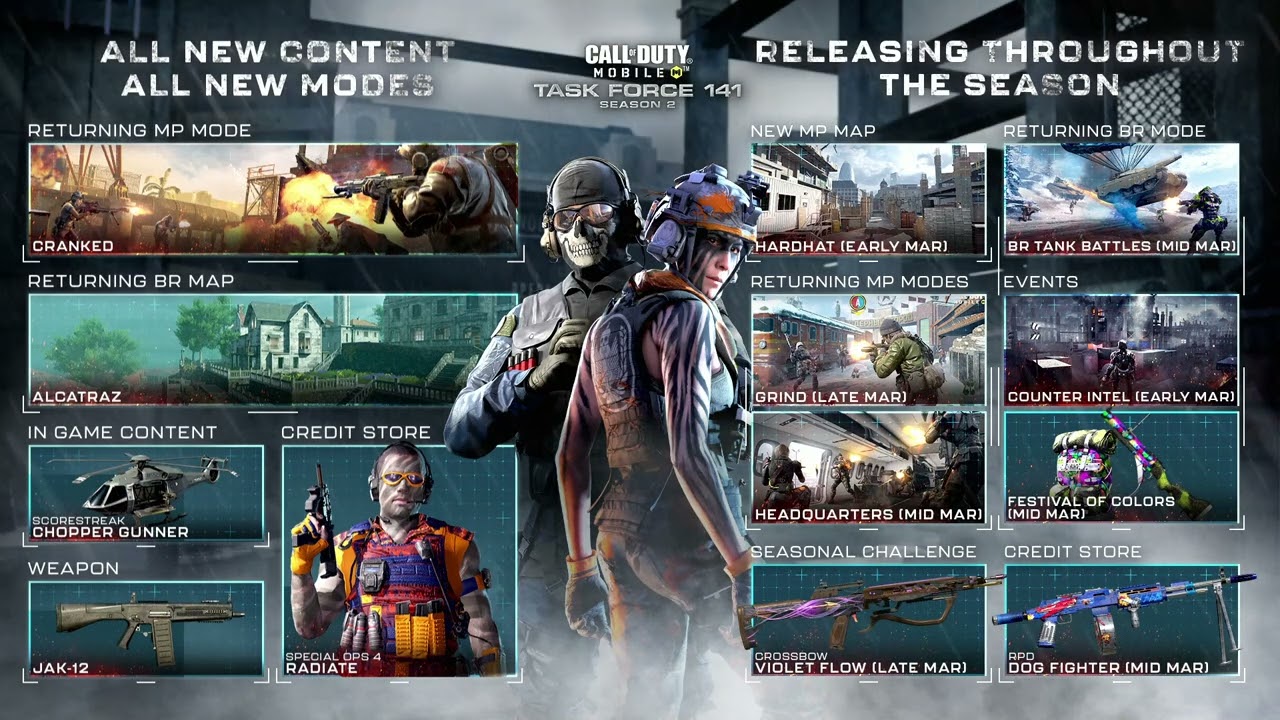 ALL NEW CONTENT
ALL NEW MODES
CALL OF DUTY®
MOBILE™
TASK FORCE 141
SEASON 2
RELEASING THROUGHOUT
THE SEASON
RETURNING MP MODE
CRANKED
RETURNING BR MAP
ALCATRAZ
IN GAME CONTENT
SCORESTREAK
CHOPPER GUNNER
WEAPON
JAK-12
CREDIT STORE
SPECIAL OPS 4
RADIATE
NEW MP MAP
HARDHAT (EARLY MAR)
RETURNING BR MODE
BR TANK BATTLES (MID MAR)
RETURNING MP MODES
GRIND (LATE MAR)
HEADQUARTERS (MID MAR)
EVENTS
COUNTER INTEL (EARLY MAR)
FESTIVAL OF COLORS
(MID MAR)
SEASONAL CHALLENGE
CROSSBOW
VIOLET FLOW (LATE MAR)
CREDIT STORE
RPD
DOG FIGHTER (MID MAR)